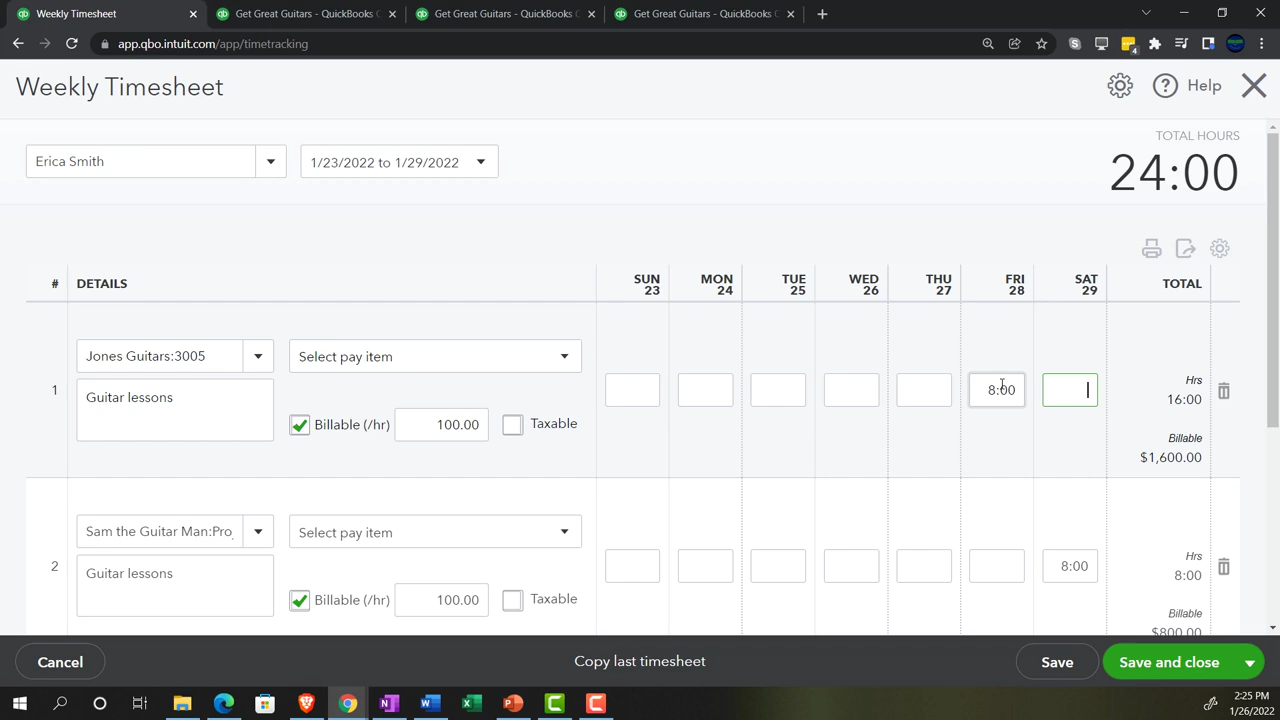 Weekly Timesheet
Get Great Guitars - QuickBooks C
Get Great Guitars - QuickBooks C
Get Great Guitars - QuickBooks C
app.qbo.intuit.com/app/timetracking
4
Weekly Timesheet
Help
Erica Smith
1/23/2022 to 1/29/2022
TOTAL HOURS
24:00
# DETAILS SUN 23 MON 24 TUE 25 WED 26 THU 27 FRI 28 SAT 29 TOTAL
1
Jones Guitars:3005
Select pay item
Guitar lessons
Billable (/hr) 100.00 Taxable
8:00
Hrs
16:00
Billable
$1,600.00
2
Sam the Guitar Man:Pro
Select pay item
Guitar lessons
Billable (/hr) 100.00 Taxable
8:00
Hrs
8:00
Billable
$800.00
Cancel
Copy last timesheet
Save
Save and close
2:25 PM
1/26/2022